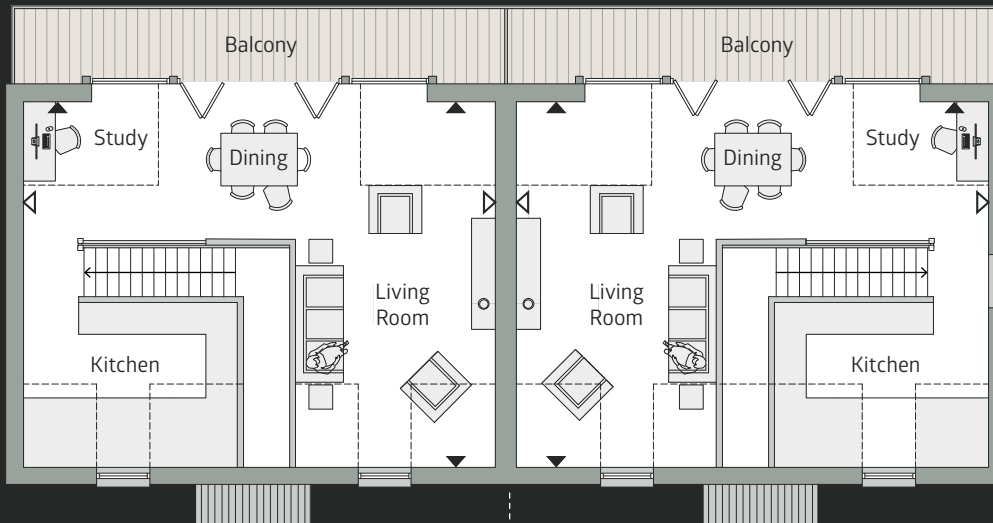 Balcony
Balcony
Study
Dining
Dining
Study
Living
Room
Living
Room
Kitchen
Kitchen